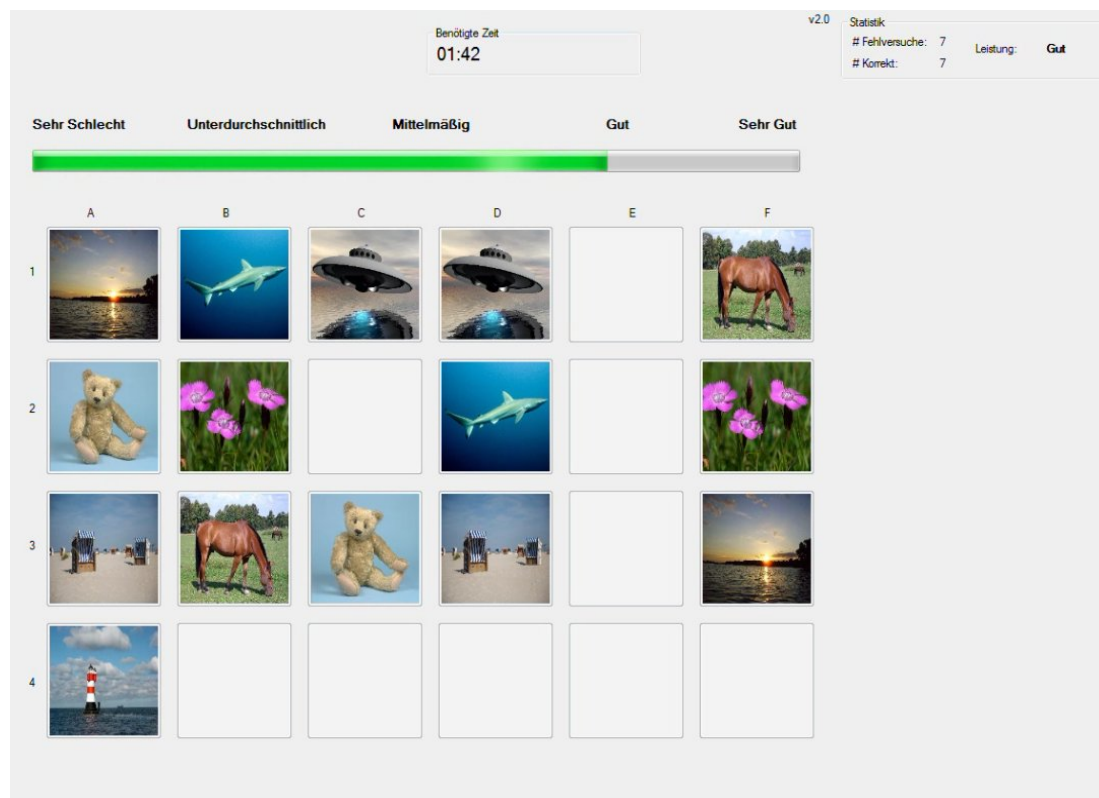 v2.0
Benötigte Zeit
01:42
Statistik
# Fehlversuche: 7
# Korrekt: 7
Leistung: Gut
Sehr Schlecht Unterdurchschnittlich Mittelmäßig Gut Sehr Gut
A B C D E F
1
2
3
4